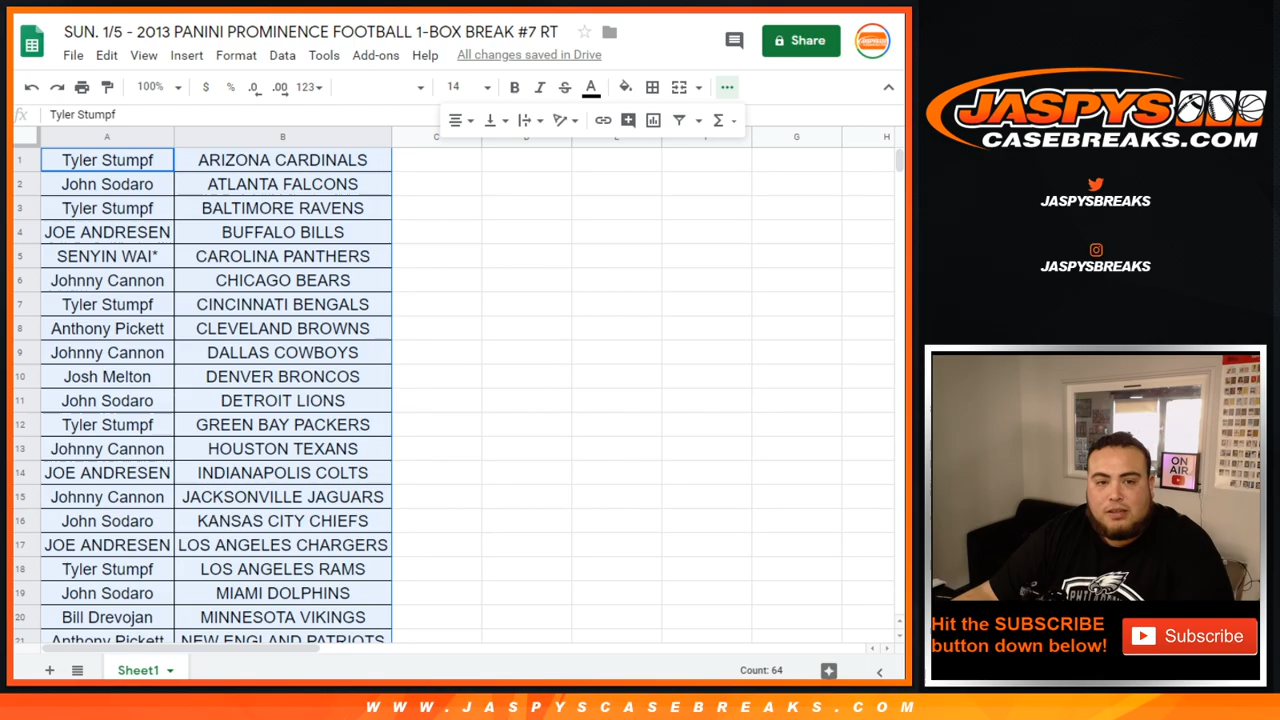 SUN. 1/5 - 2013 PANINI PROMINENCE FOOTBALL 1-BOX BREAK #7 RT
File Edit View Insert Format Data Tools Add-ons Help All changes saved in Drive
Share
100% $ % .0 .00 123 14 B I S A
fx Tyler Stumpf
A B C G H
1 Tyler Stumpf ARIZONA CARDINALS
2 John Sodaro ATLANTA FALCONS
3 Tyler Stumpf BALTIMORE RAVENS
4 JOE ANDRESEN BUFFALO BILLS
5 SENYIN WAI* CAROLINA PANTHERS
6 Johnny Cannon CHICAGO BEARS
7 Tyler Stumpf CINCINNATI BENGALS
8 Anthony Pickett CLEVELAND BROWNS
9 Johnny Cannon DALLAS COWBOYS
10 Josh Melton DENVER BRONCOS
11 John Sodaro DETROIT LIONS
12 Tyler Stumpf GREEN BAY PACKERS
13 Johnny Cannon HOUSTON TEXANS
14 JOE ANDRESEN INDIANAPOLIS COLTS
15 Johnny Cannon JACKSONVILLE JAGUARS
16 John Sodaro KANSAS CITY CHIEFS
17 JOE ANDRESEN LOS ANGELES CHARGERS
18 Tyler Stumpf LOS ANGELES RAMS
19 John Sodaro MIAMI DOLPHINS
20 Bill Drevojan MINNESOTA VIKINGS
21 Anthony Pickett NEW ENGLAND PATRIOTS
Sheet1 Count: 64
JASPYS
CASEBREAKS.COM
JASPYSBREAKS
JASPYSBREAKS
ON
AIR
Hit the SUBSCRIBE
button down below!
Subscribe
WWW.JASPYSCASEBREAKS.COM